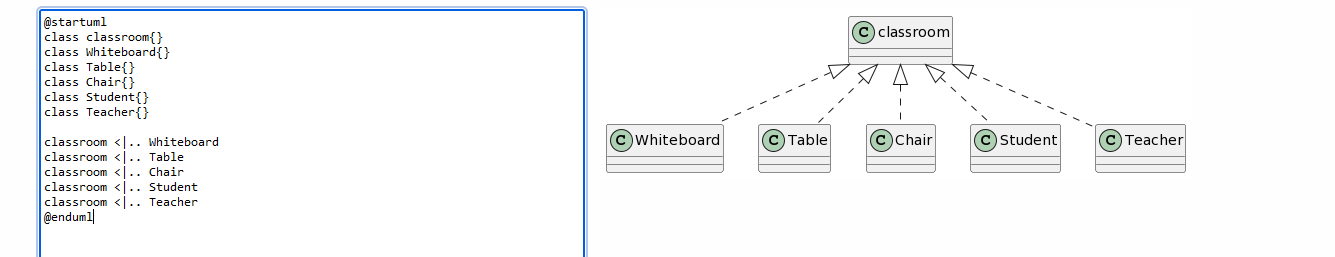 @startuml
class classroom{}
class Whiteboard{}
class Table{}
class Chair{}
class Student{}
class Teacher{}
classroom <|.. Whiteboard
classroom <|.. Table
classroom <|.. Chair
classroom <|.. Student
classroom <|.. Teacher
@enduml
C classroom
C Whiteboard
C Table
C Chair
C Student
C Teacher